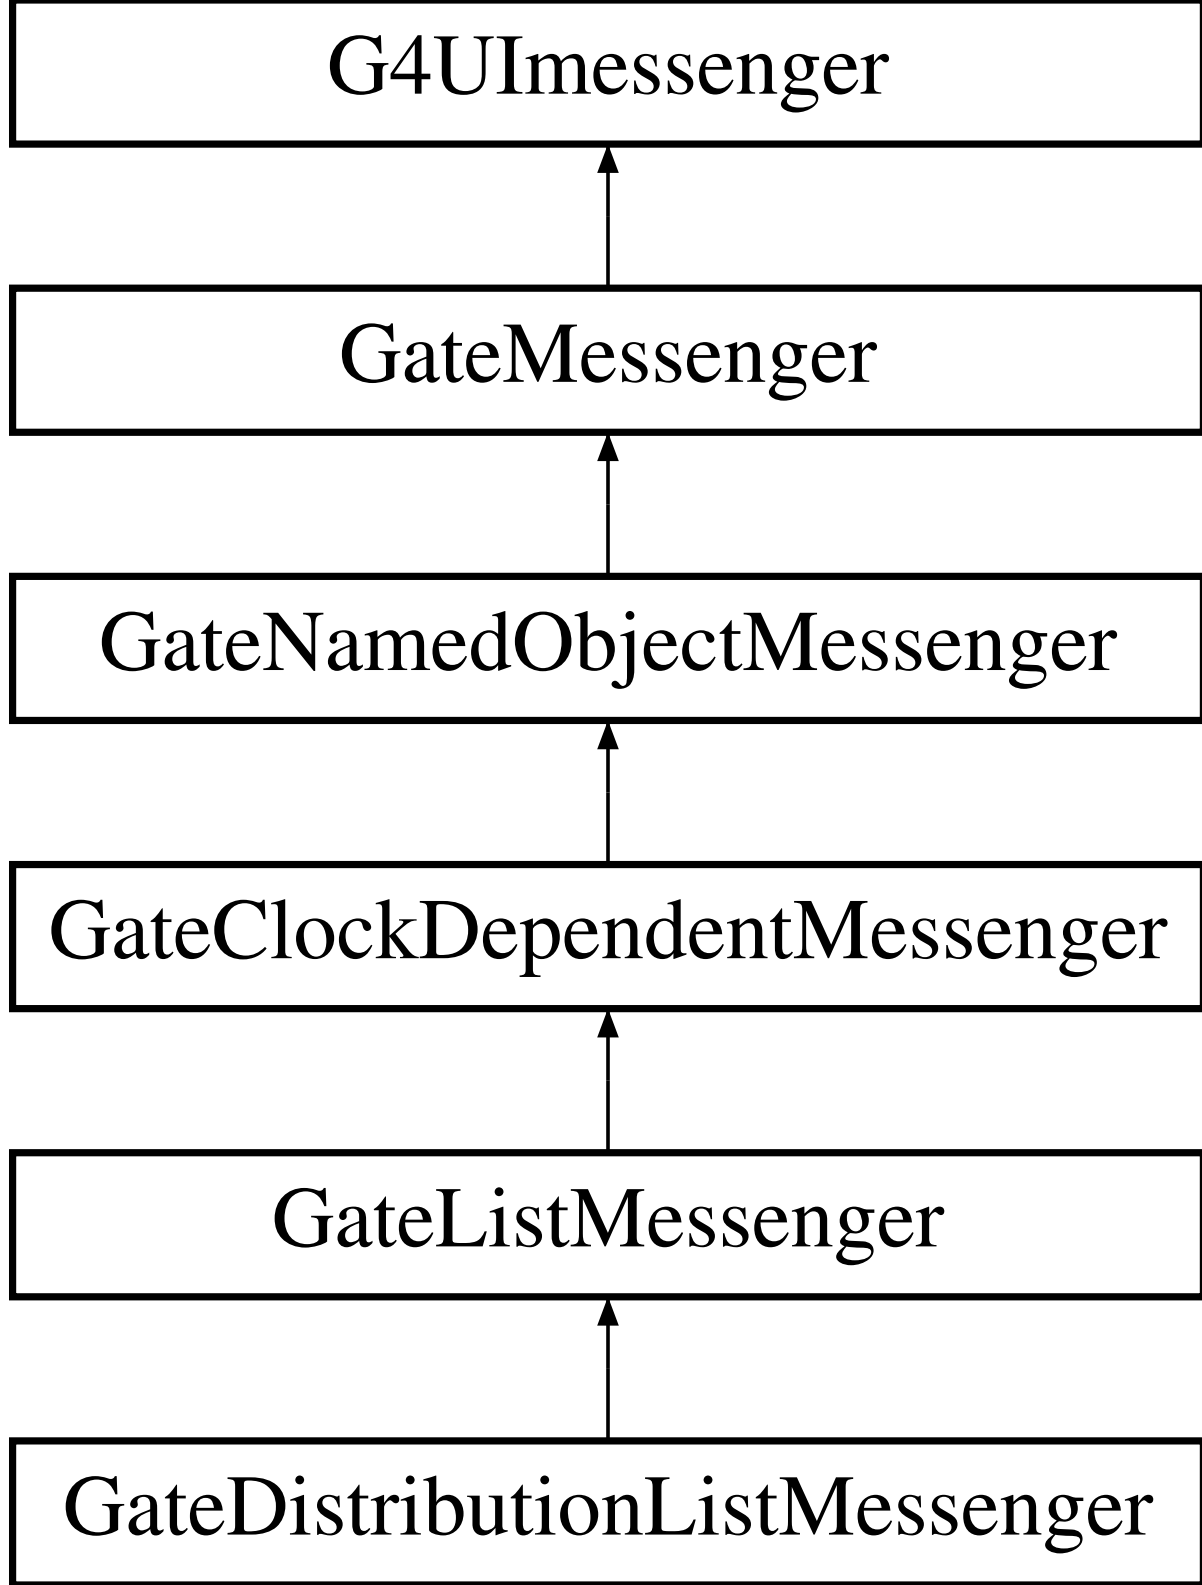 G4UImessenger
GateMessenger
GateNamedObjectMessenger
GateClockDependentMessenger
GateListMessenger
GateDistributionListMessenger